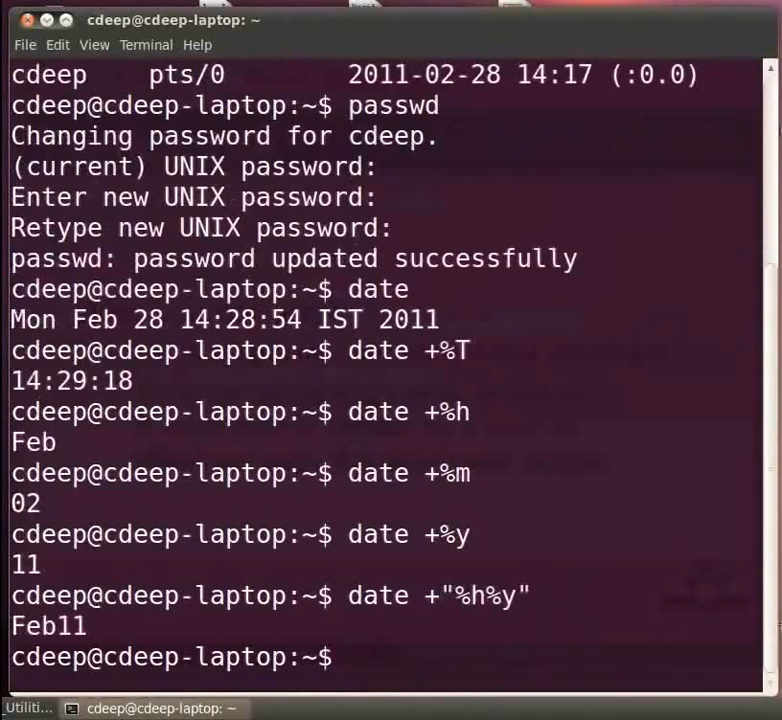 cdeep@cdeep-laptop: ~
File Edit View Terminal Help
cdeep pts/0 2011-02-28 14:17 (:0.0)
cdeep@cdeep-laptop:~$ passwd
Changing password for cdeep.
(current) UNIX password:
Enter new UNIX password:
Retype new UNIX password:
passwd: password updated successfully
cdeep@cdeep-laptop:~$ date
Mon Feb 28 14:28:54 IST 2011
cdeep@cdeep-laptop:~$ date +%T
14:29:18
cdeep@cdeep-laptop:~$ date +%h
Feb
cdeep@cdeep-laptop:~$ date +%m
02
cdeep@cdeep-laptop:~$ date +%y
11
cdeep@cdeep-laptop:~$ date +"%h%y"
Feb11
cdeep@cdeep-laptop:~$
Utiliti... cdeep@cdeep-laptop: ~